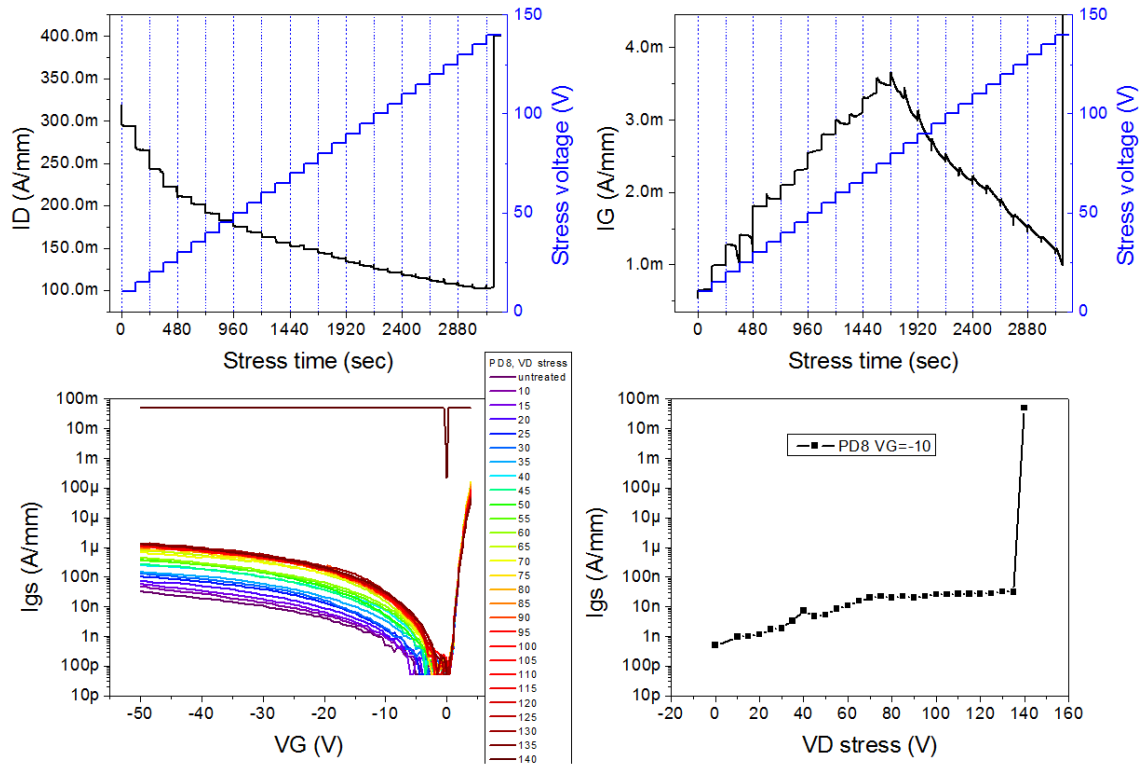 400.0m
350.0m
300.0m
250.0m
200.0m
150.0m
100.0m
ID (A/mm)
0 480 960 1440 1920 2400 2880
Stress time (sec)
150
100
50
0
Stress voltage (V)
4.0m
3.0m
2.0m
1.0m
IG (A/mm)
0 480 960 1440 1920 2400 2880
Stress time (sec)
150
100
50
0
Stress voltage (V)
100m
10m
1m
100µ
10µ
1µ
100n
10n
1n
100p
10p
Igs (A/mm)
-50 -40 -30 -20 -10 0
VG (V)
PD8, VD stress
untreated
10
15
20
25
30
35
40
45
50
55
60
65
70
75
80
85
90
95
100
105
110
115
120
125
130
135
140
100m
10m
1m
100µ
10µ
1µ
100n
10n
1n
100p
10p
Igs (A/mm)
PD8 VG=-10
-20 0 20 40 60 80 100 120 140 160
VD stress (V)